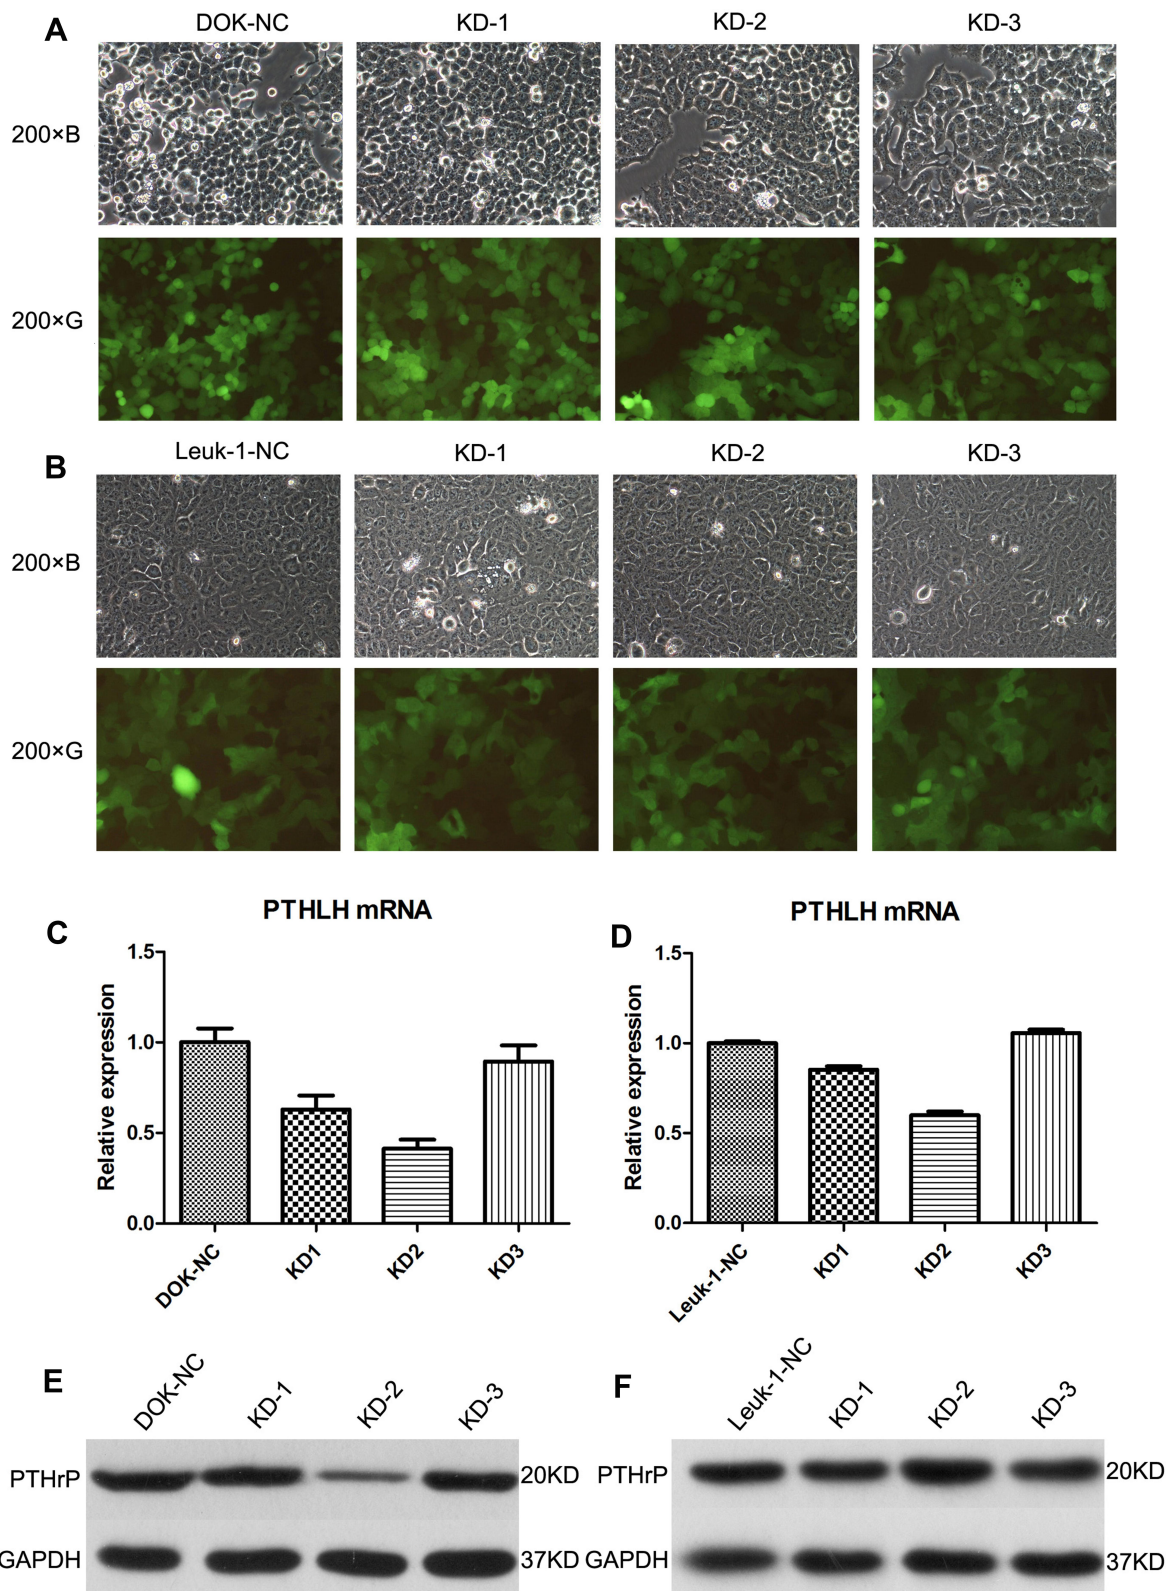 A
DOK-NC KD-1 KD-2 KD-3
200×B
200×G
B
Leuk-1-NC KD-1 KD-2 KD-3
200×B
200×G
C
PTHLH mRNA
Relative expression
1.5
1.0
0.5
0.0
DOK-NC KD1 KD2 KD3
D
PTHLH mRNA
Relative expression
1.5
1.0
0.5
0.0
Leuk-1-NC KD1 KD2 KD3
E
DOK-NC KD-1 KD-2 KD-3
PTHrP 20KD
GAPDH 37KD
F
Leuk-1-NC KD-1 KD-2 KD-3
PTHrP 20KD
GAPDH 37KD